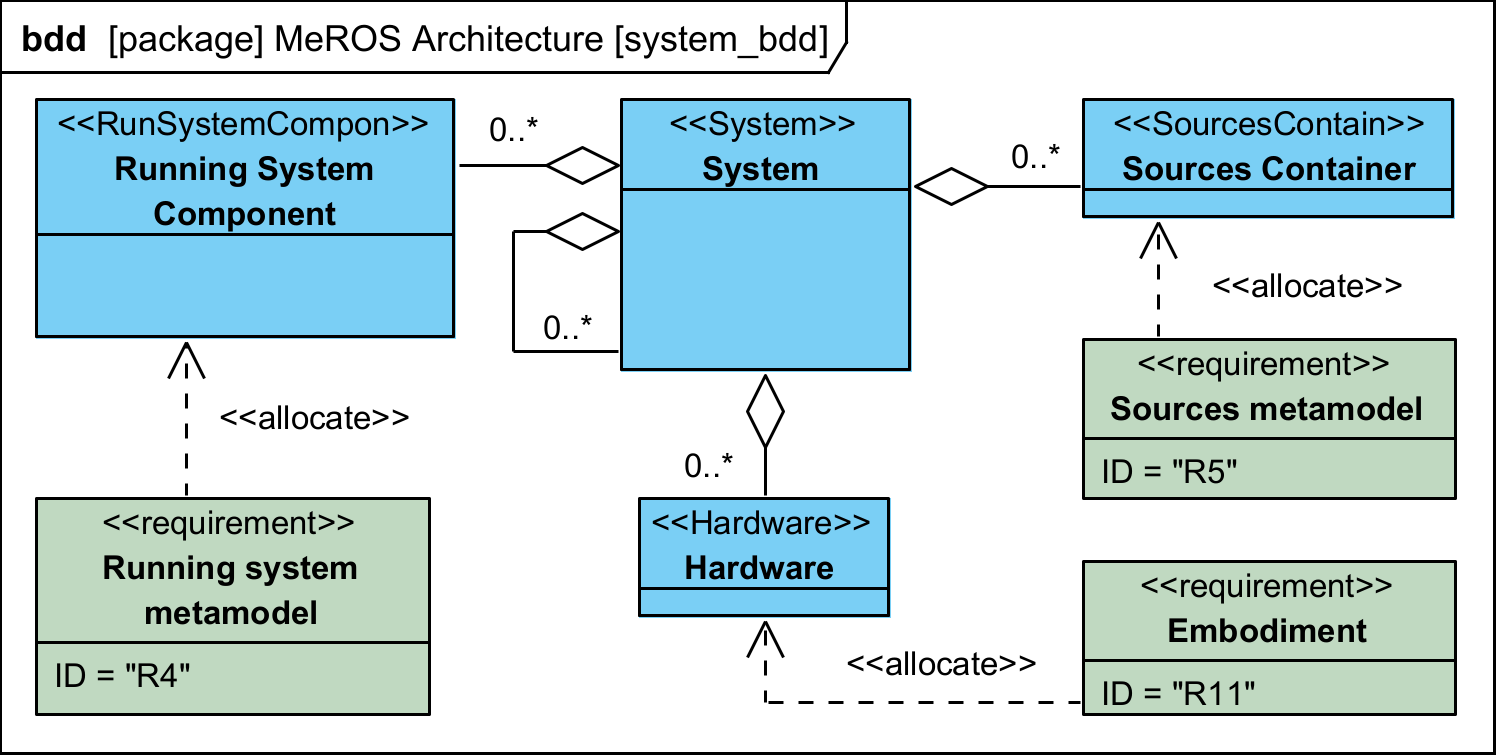 bdd [package] MeROS Architecture [system_bdd]
<<RunSystemCompon>>
Running System
Component
0..*
<<System>>
System
0..*
0..*
<<SourcesContain>>
Sources Container
<<allocate>>
<<requirement>>
Sources metamodel
ID = "R5"
<<allocate>>
<<requirement>>
Running system
metamodel
ID = "R4"
0..*
<<Hardware>>
Hardware
<<allocate>>
<<requirement>>
Embodiment
ID = "R11"